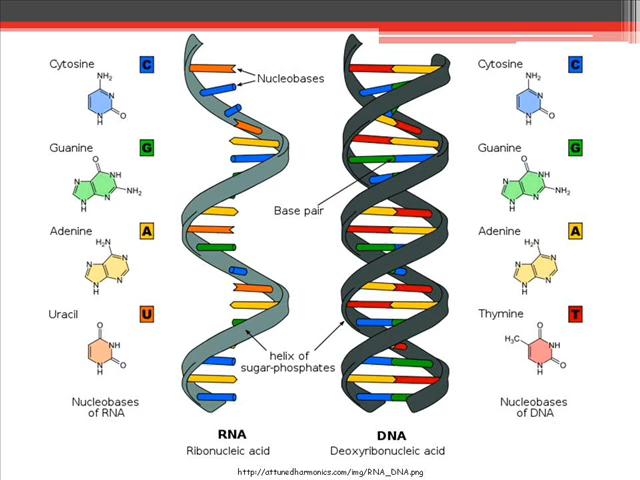 Cytosine
C
NH₂
N
N
H
O
Guanine
G
O
NH
N
N
H
N
NH₂
Adenine
A
H₂N
N
N
N
H
N
Uracil
U
O
NH
N
H
O
Nucleobases
of RNA
Nucleobases
Base pair
helix of
sugar-phosphates
RNA
Ribonucleic acid
DNA
Deoxyribonucleic acid
Cytosine
C
NH₂
N
N
H
O
Guanine
G
O
NH
N
N
H
N
NH₂
Adenine
A
H₂N
N
N
N
H
N
Thymine
T
O
H₃C
NH
N
H
O
Nucleobases
of DNA
http://attunedharmonics.com/img/RNA_DNA.png